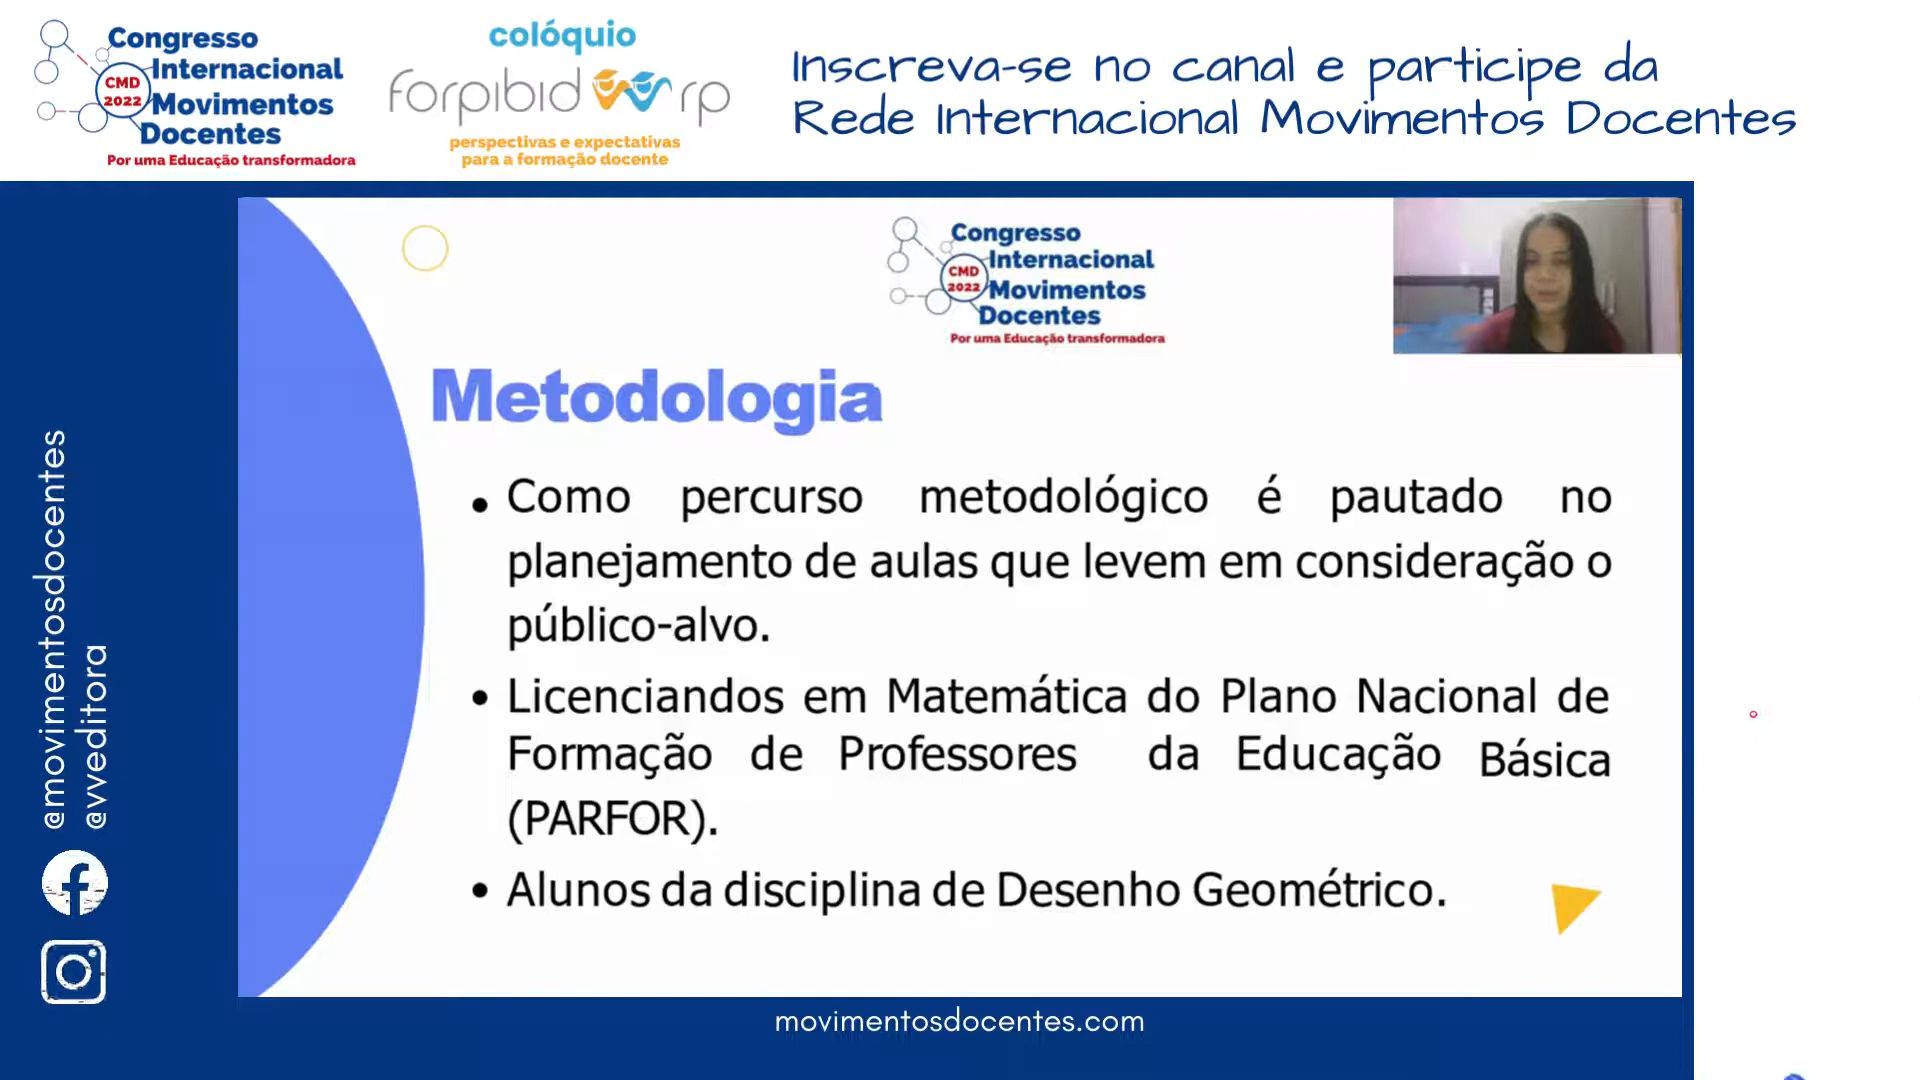 Congresso
Internacional
CMD
2022
Movimentos
Docentes
Por uma Educação transformadora
colóquio
forpibid rp
perspectivas e expectativas
para a formação docente
Inscreva-se no canal e participe da
Rede Internacional Movimentos Docentes
@movimentosdocentes
@vveditora
Congresso
Internacional
CMD
2022
Movimentos
Docentes
Por uma Educação transformadora
Metodologia
• Como percurso metodológico é pautado no
planejamento de aulas que levem em consideração o
público-alvo.
• Licenciandos em Matemática do Plano Nacional de
Formação de Professores da Educação Básica
(PARFOR).
• Alunos da disciplina de Desenho Geométrico.
movimentosdocentes.com